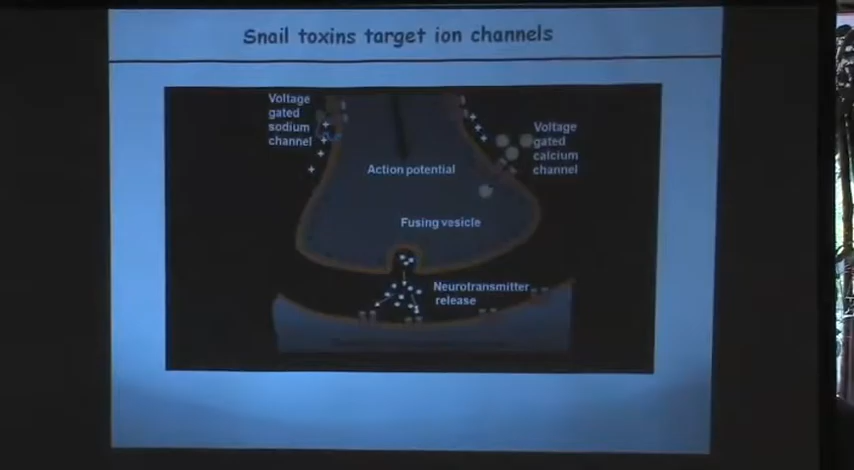 Snail toxins target ion channels
Voltage
gated
sodium
channel
Voltage
gated
calcium
channel
Action potential
Fusing vesicle
Neurotransmitter
release